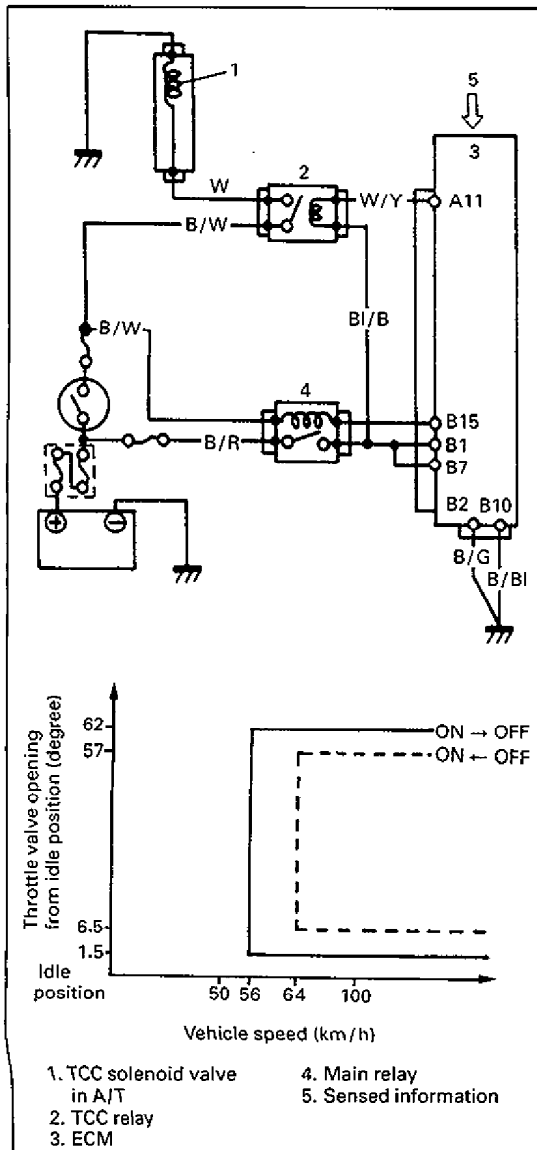 1
5
2
3
W
W/Y
A11
B/W
Bl/B
B/W
4
B15
B/R
B1
B7
B2 B10
+ −
B/G
B/Bl
Throttle valve opening
from idle position (degree)
62
ON → OFF
57
ON ← OFF
6.5
1.5
Idle
position
50 56 64 100
Vehicle speed (km/h)
1. TCC solenoid valve
in A/T
2. TCC relay
3. ECM
4. Main relay
5. Sensed information